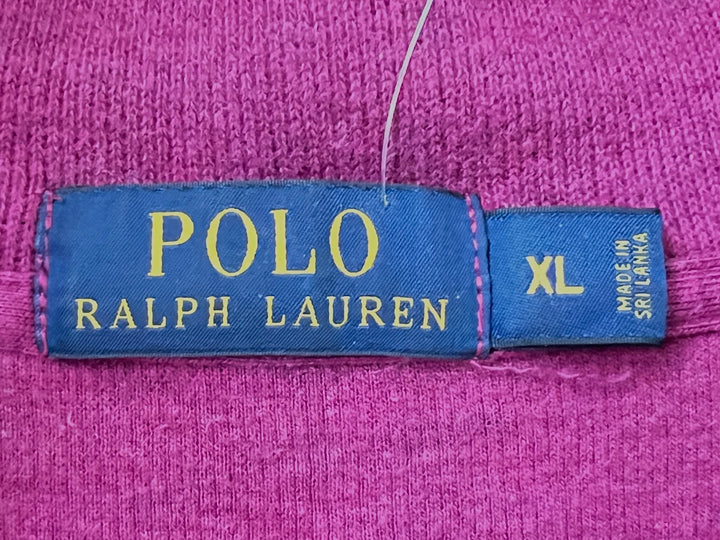 POLO
RALPH LAUREN
XL
MADE IN
SRI LANKA